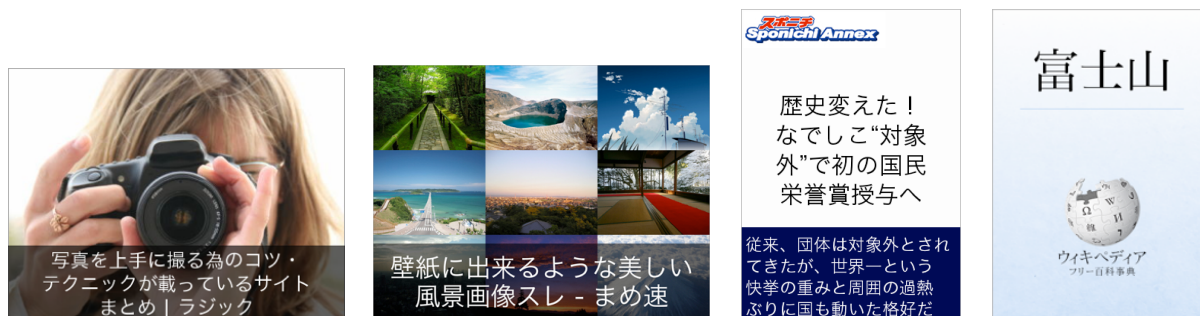 写真を上手に撮る為のコツ・
テクニックが載っているサイト
まとめ | ラジック
壁紙に出来るような美しい
風景画像スレ - まめ速
スポニチ
Sponichi Annex
歴史変えた！
なでしこ“対象
外”で初の国民
栄誉賞授与へ
従来、団体は対象外とされ
てきたが、世界一という
快挙の重みと周囲の過熱
ぶりに国も動いた格好だ
富士山
Ω
W
И
ウィキペディア
フリー百科事典